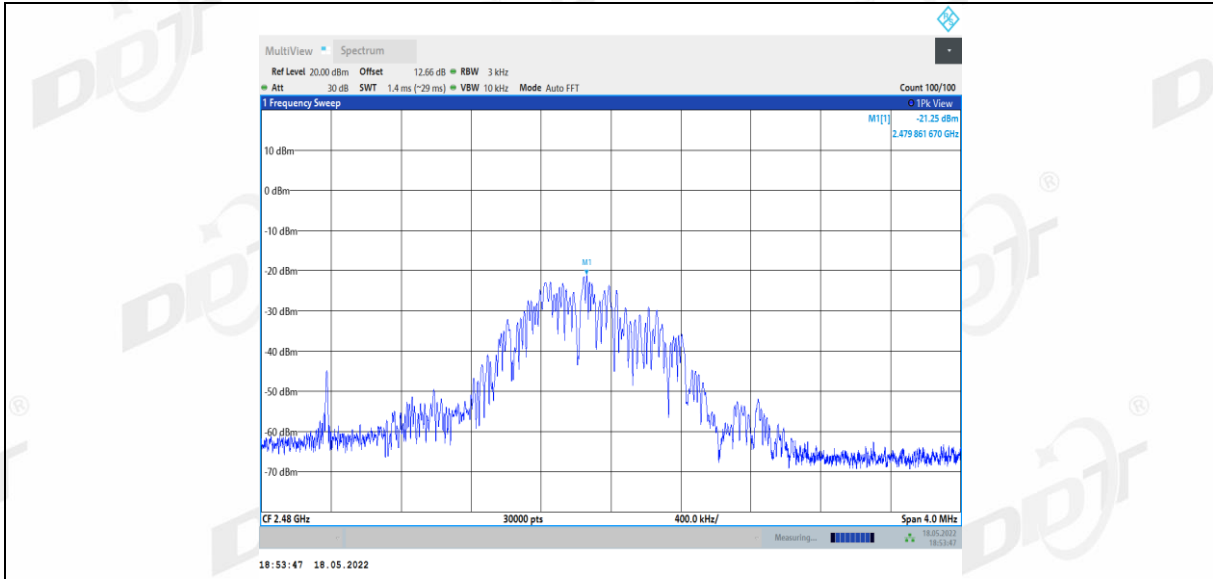 MultiView Spectrum
Ref Level 20.00 dBm Offset 12.66 dB RBW 3 kHz
Att 30 dB SWT 1.4 ms (~29 ms) VBW 10 kHz Mode Auto FFT Count 100/100
1 Frequency Sweep 1Pk View
M1[1] -21.25 dBm
2.479 861 670 GHz
10 dBm
0 dBm
-10 dBm
M1
-20 dBm
-30 dBm
-40 dBm
-50 dBm
-60 dBm
-70 dBm
CF 2.48 GHz 30000 pts 400.0 kHz/ Span 4.0 MHz
Measuring... 18.05.2022
18:53:47
18:53:47 18.05.2022
DDT
®